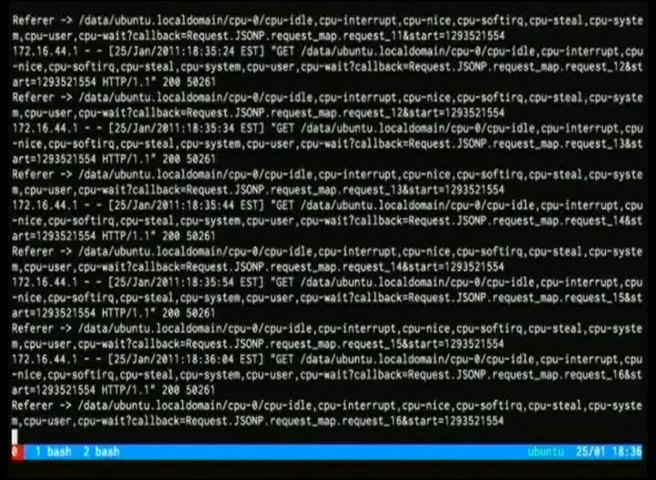 Referer -> /data/ubuntu.localdomain/cpu-0/cpu-idle,cpu-interrupt,cpu-nice,cpu-softirq,cpu-steal,cpu-syste
m,cpu-user,cpu-wait?callback=Request.JSONP.request_map.request_11&start=1293521554
172.16.44.1 - - [25/Jan/2011:18:35:24 EST] "GET /data/ubuntu.localdomain/cpu-0/cpu-idle,cpu-interrupt,cpu
-nice,cpu-softirq,cpu-steal,cpu-system,cpu-user,cpu-wait?callback=Request.JSONP.request_map.request_12&st
art=1293521554 HTTP/1.1" 200 50261
Referer -> /data/ubuntu.localdomain/cpu-0/cpu-idle,cpu-interrupt,cpu-nice,cpu-softirq,cpu-steal,cpu-syste
m,cpu-user,cpu-wait?callback=Request.JSONP.request_map.request_12&start=1293521554
172.16.44.1 - - [25/Jan/2011:18:35:34 EST] "GET /data/ubuntu.localdomain/cpu-0/cpu-idle,cpu-interrupt,cpu
-nice,cpu-softirq,cpu-steal,cpu-system,cpu-user,cpu-wait?callback=Request.JSONP.request_map.request_13&st
art=1293521554 HTTP/1.1" 200 50261
Referer -> /data/ubuntu.localdomain/cpu-0/cpu-idle,cpu-interrupt,cpu-nice,cpu-softirq,cpu-steal,cpu-syste
m,cpu-user,cpu-wait?callback=Request.JSONP.request_map.request_13&start=1293521554
172.16.44.1 - - [25/Jan/2011:18:35:44 EST] "GET /data/ubuntu.localdomain/cpu-0/cpu-idle,cpu-interrupt,cpu
-nice,cpu-softirq,cpu-steal,cpu-system,cpu-user,cpu-wait?callback=Request.JSONP.request_map.request_14&st
art=1293521554 HTTP/1.1" 200 50261
Referer -> /data/ubuntu.localdomain/cpu-0/cpu-idle,cpu-interrupt,cpu-nice,cpu-softirq,cpu-steal,cpu-syste
m,cpu-user,cpu-wait?callback=Request.JSONP.request_map.request_14&start=1293521554
172.16.44.1 - - [25/Jan/2011:18:35:54 EST] "GET /data/ubuntu.localdomain/cpu-0/cpu-idle,cpu-interrupt,cpu
-nice,cpu-softirq,cpu-steal,cpu-system,cpu-user,cpu-wait?callback=Request.JSONP.request_map.request_15&st
art=1293521554 HTTP/1.1" 200 50261
Referer -> /data/ubuntu.localdomain/cpu-0/cpu-idle,cpu-interrupt,cpu-nice,cpu-softirq,cpu-steal,cpu-syste
m,cpu-user,cpu-wait?callback=Request.JSONP.request_map.request_15&start=1293521554
172.16.44.1 - - [25/Jan/2011:18:36:04 EST] "GET /data/ubuntu.localdomain/cpu-0/cpu-idle,cpu-interrupt,cpu
-nice,cpu-softirq,cpu-steal,cpu-system,cpu-user,cpu-wait?callback=Request.JSONP.request_map.request_16&st
art=1293521554 HTTP/1.1" 200 50261
Referer -> /data/ubuntu.localdomain/cpu-0/cpu-idle,cpu-interrupt,cpu-nice,cpu-softirq,cpu-steal,cpu-syste
m,cpu-user,cpu-wait?callback=Request.JSONP.request_map.request_16&start=1293521554
0 1 bash 2 bash ubuntu 25/01 18:36